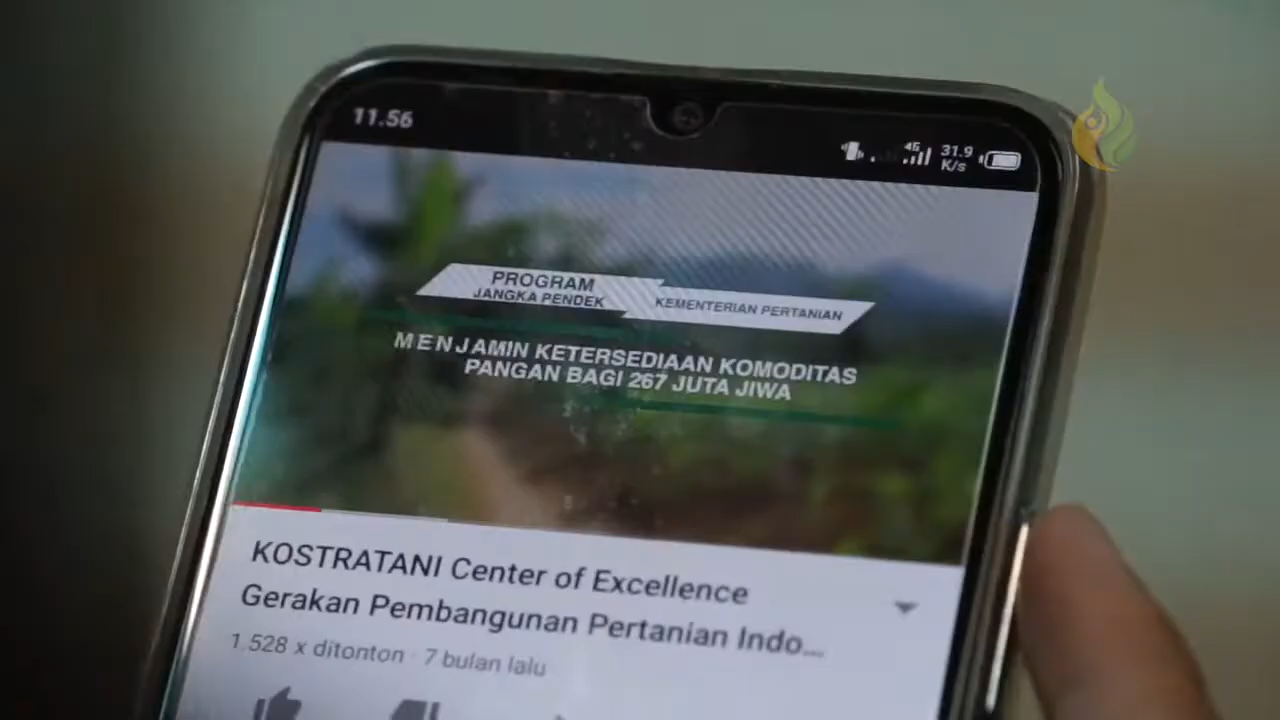 11.56
4G
31.9
K/s
PROGRAM
JANGKA PENDEK
KEMENTERIAN PERTANIAN
MENJAMIN KETERSEDIAAN KOMODITAS
PANGAN BAGI 267 JUTA JIWA
KOSTRATANI Center of Excellence
Gerakan Pembangunan Pertanian Indo...
1.528 x ditonton · 7 bulan lalu